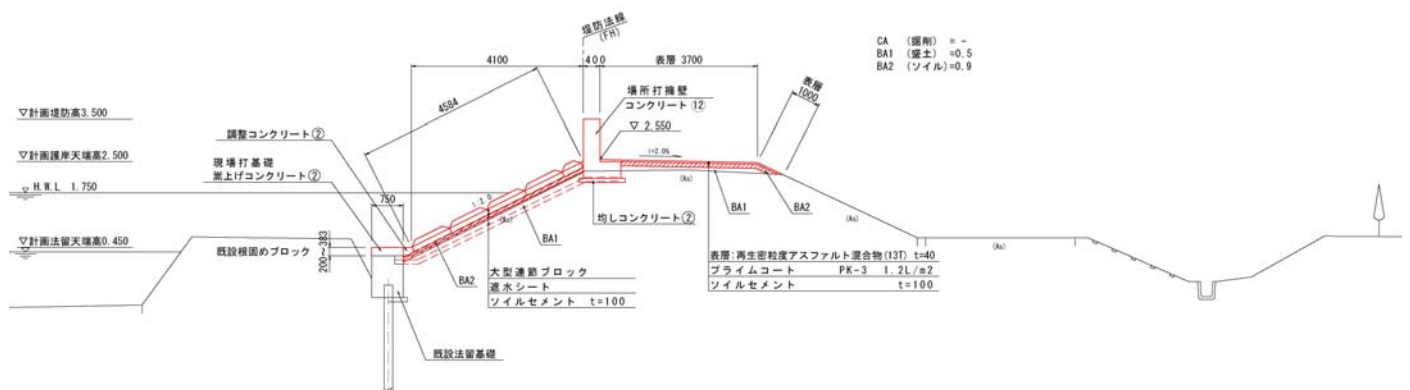 堤防法線
(FH)
CA (掘削) = -
BA1 (盛土)=0.5
BA2 (ソイル)=0.9
4100
400
表層 3700
表層
1000
4584
場所打擁壁
コンクリート⑫
▽計画堤防高3.500
▽ 2.550
調整コンクリート②
▽計画護岸天端高2.500
i=2.0%
現場打基礎
嵩上げコンクリート②
▽ H.W.L 1.750
750
1:2.0
(As)
(As)
BA1
BA2
均しコンクリート②
(As)
▽計画法留天端高0.450
既設根固めブロック
200~383
BA1
BA2
(As)
大型連節ブロック
遮水シート
ソイルセメント t=100
表層:再生密粒度アスファルト混合物(13T) t=40
プライムコート PK-3 1.2L/m2
ソイルセメント t=100
既設法留基礎